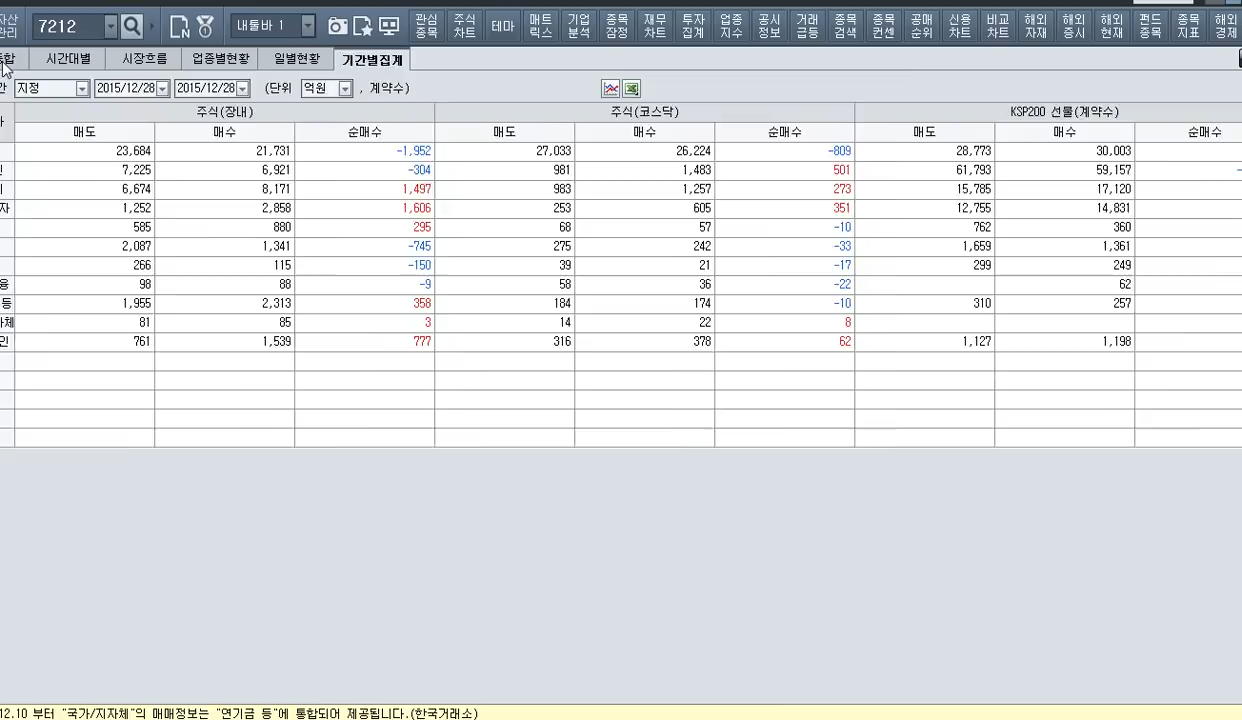 자산 관리 7212 내툴바 1 관심 종목 주식 차트 테마 매트 릭스 기업 분석 종목 잠정 재무 차트 투자 집계 업종 지수 공시 정보 거래 급등 종목 검색 종목 컨센 공매 순위 신용 차트 비교 차트 해외 자재 해외 증시 해외 현재 펀드 종목 종목 지표 해외 경제
시간대별 시장흐름 업종별현황 일별현황 기간별집계
지정 2015/12/28 2015/12/28 (단위 억원 , 계약수)
주식(장내) 주식(코스닥) KSP200 선물(계약수)
매도 매수 순매수 매도 매수 순매수 매도 매수 순매수
23,684 21,731 -1,952 27,033 26,224 -809 28,773 30,003
7,225 6,921 -304 981 1,483 501 61,793 59,157 -
6,674 8,171 1,497 983 1,257 273 15,785 17,120
자 1,252 2,858 1,606 253 605 351 12,755 14,831
585 880 295 68 57 -10 762 360
2,087 1,341 -745 275 242 -33 1,659 1,361
266 115 -150 39 21 -17 299 249
융 98 88 -9 58 36 -22 62
등 1,955 2,313 358 184 174 -10 310 257
자체 81 85 3 14 22 8
인 761 1,539 777 316 378 62 1,127 1,198
12.10 부터 "국가/지자체"의 매매정보는 "연기금 등"에 통합되어 제공됩니다.(한국거래소)